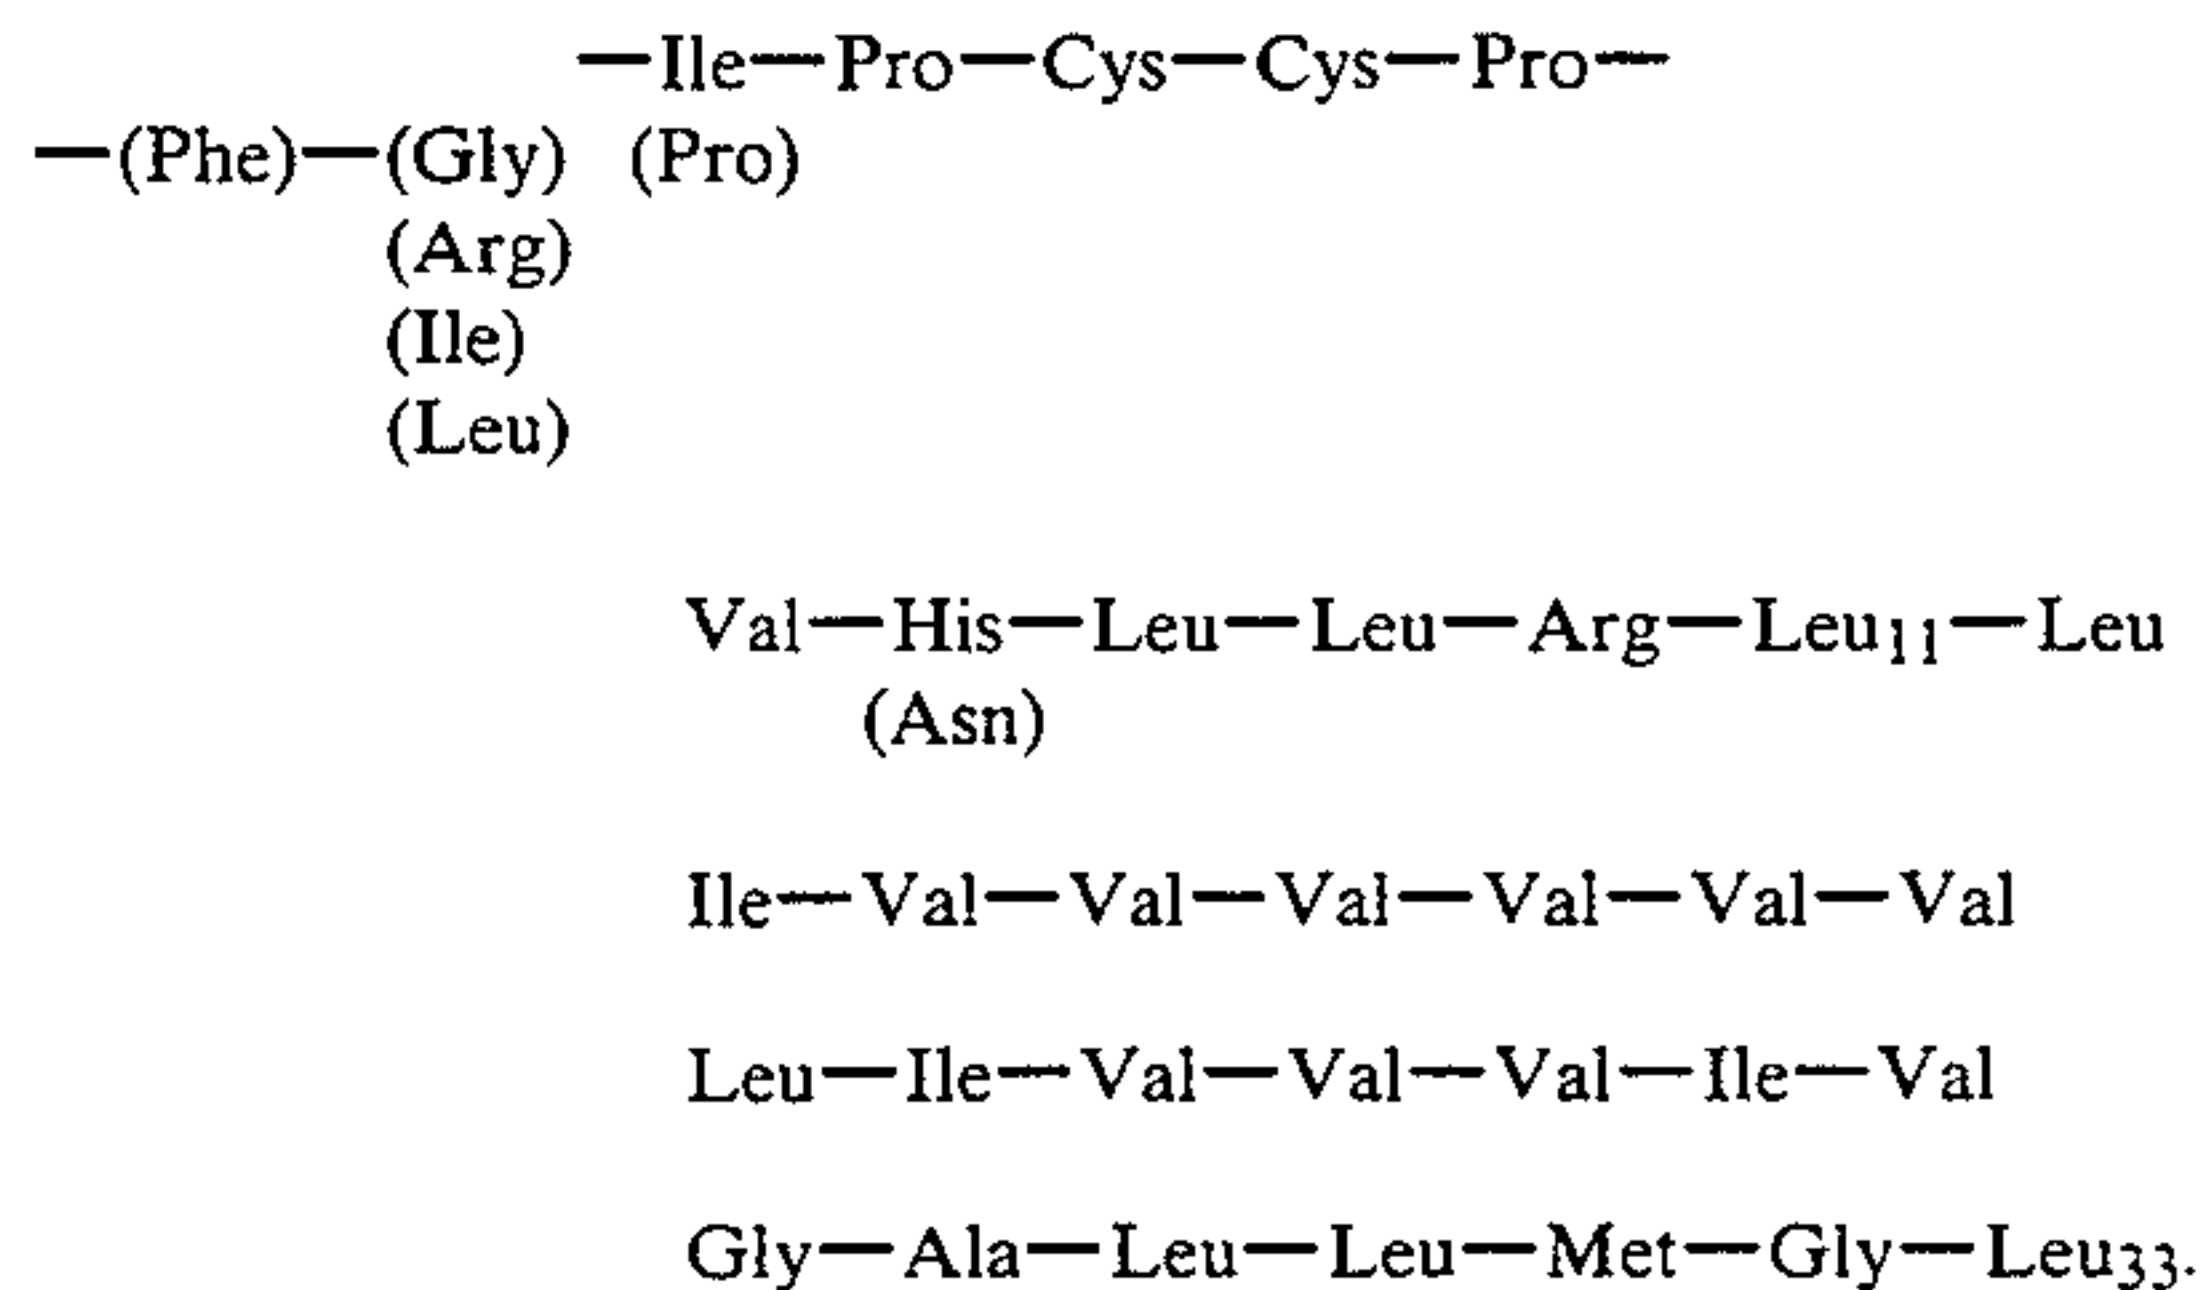 —Ile—Pro—Cys—Cys—Pro—
—(Phe)—(Gly) (Pro)
(Arg)
(Ile)
(Leu)
Val—His—Leu—Leu—Arg—Leu₁₁—Leu
(Asn)
Ile—Val—Val—Val—Val—Val—Val
Leu—Ile—Val—Val—Val—Ile—Val
Gly—Ala—Leu—Leu—Met—Gly—Leu₃₃.